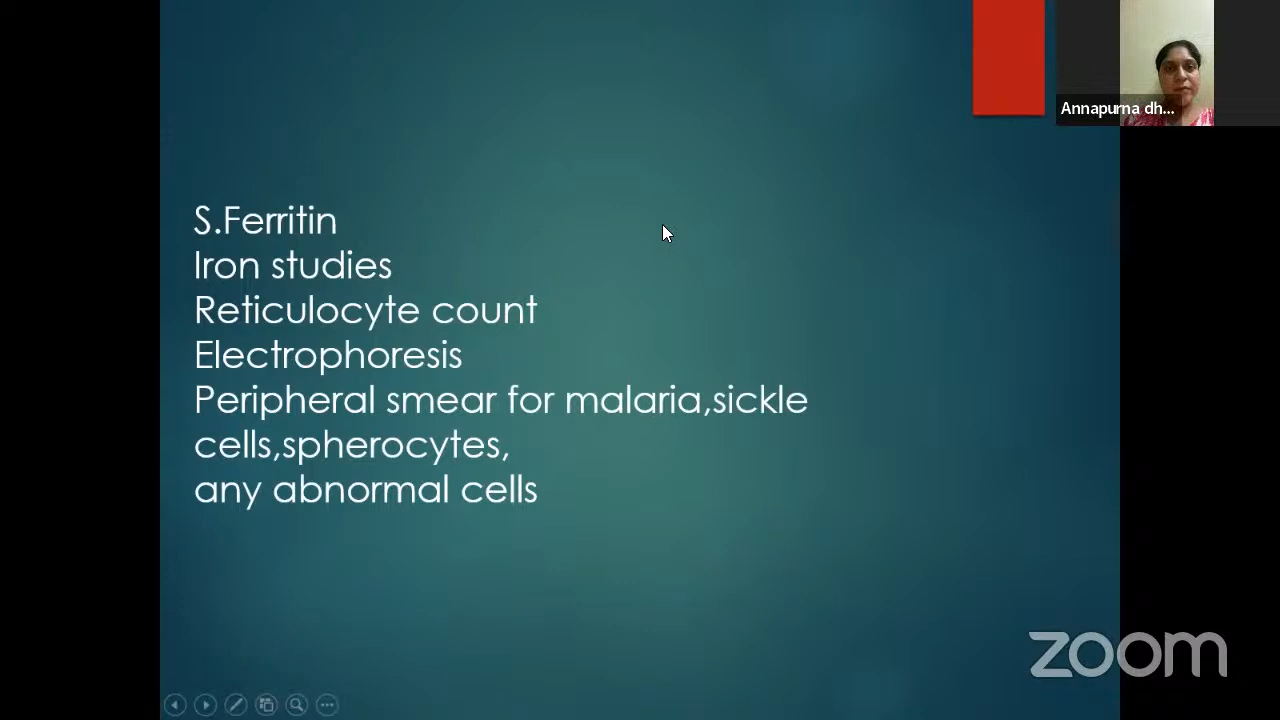 Annapurna dh...
S.Ferritin
Iron studies
Reticulocyte count
Electrophoresis
Peripheral smear for malaria,sickle
cells,spherocytes,
any abnormal cells
zoom